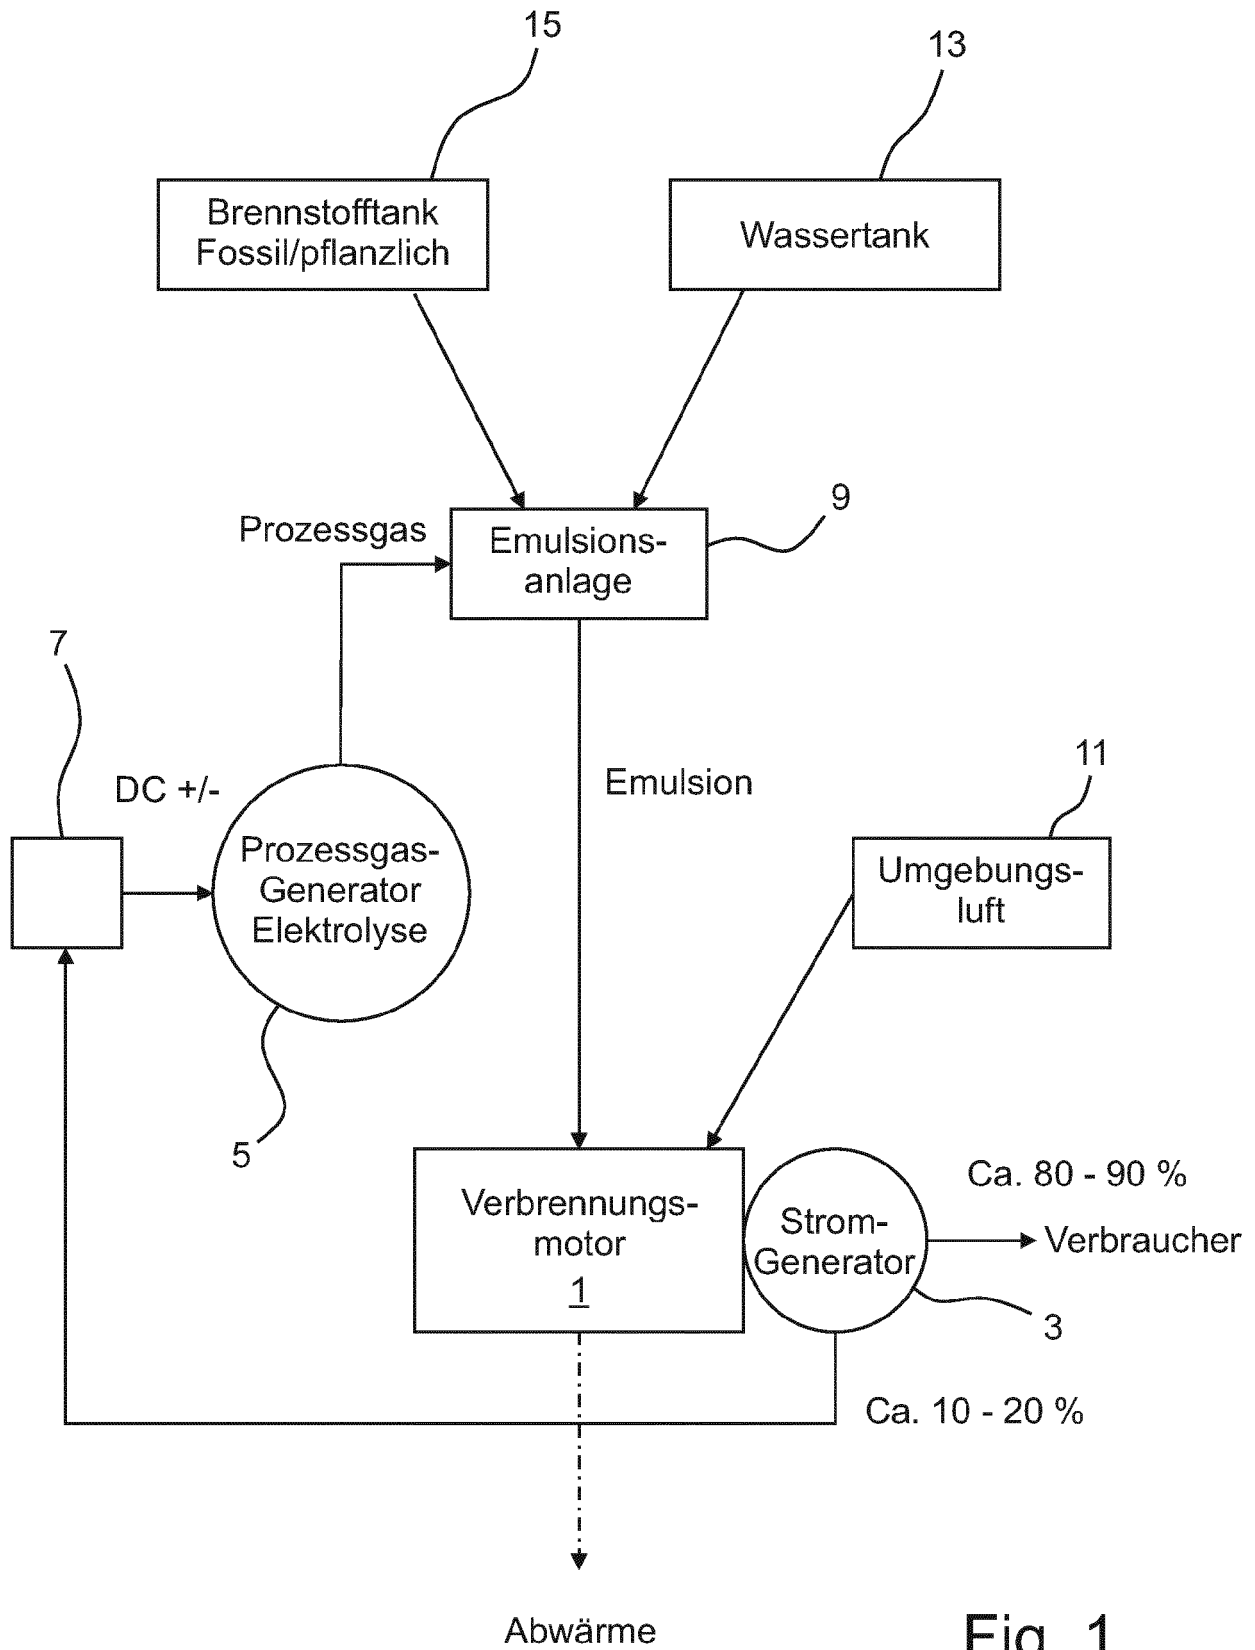 15
13
Brennstofftank
Fossil/pflanzlich
Wassertank
9
Prozessgas
Emulsions-
anlage
7
11
DC +/-
Emulsion
Prozessgas-
Generator
Elektrolyse
Umgebungs-
luft
5
Ca. 80 - 90 %
Verbrennungs-
motor
1
Strom-
Generator
Verbraucher
3
Ca. 10 - 20 %
Abwärme
Fig. 1